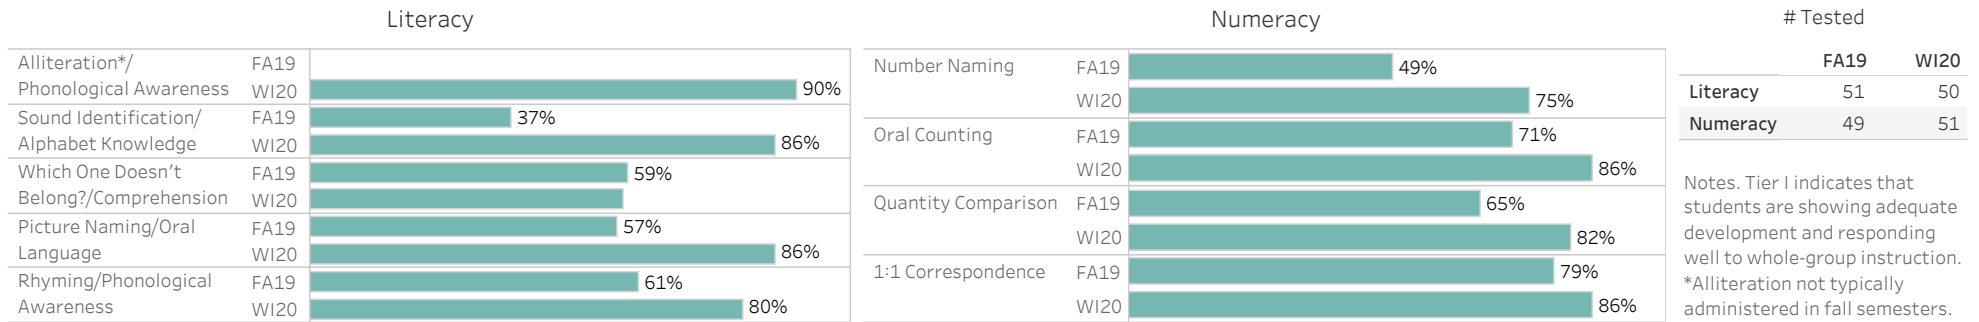 Literacy
Alliteration*/
Phonological Awareness
FA19
WI20 90%
Sound Identification/
Alphabet Knowledge
FA19 37%
WI20 86%
Which One Doesn't
Belong?/Comprehension
FA19 59%
WI20
Picture Naming/Oral
Language
FA19 57%
WI20 86%
Rhyming/Phonological
Awareness
FA19 61%
WI20 80%
Numeracy
Number Naming
FA19 49%
WI20 75%
Oral Counting
FA19 71%
WI20 86%
Quantity Comparison
FA19 65%
WI20 82%
1:1 Correspondence
FA19 79%
WI20 86%
# Tested
FA19 WI20
Literacy 51 50
Numeracy 49 51
Notes. Tier I indicates that
students are showing adequate
development and responding
well to whole-group instruction.
*Alliteration not typically
administered in fall semesters.